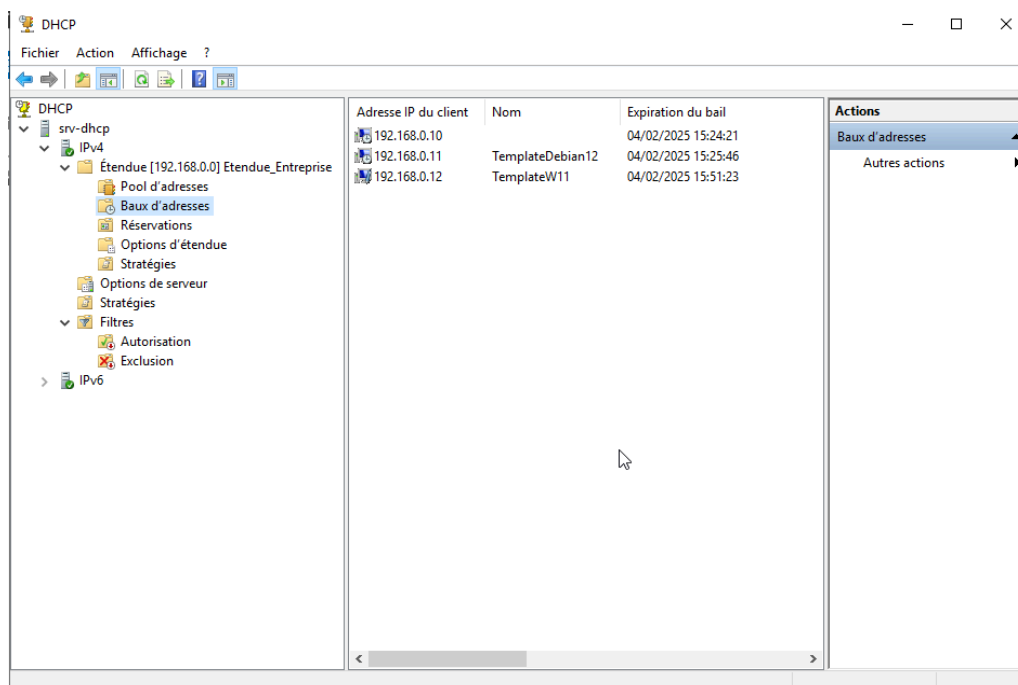 DHCP
Fichier Action Affichage ?
DHCP
srv-dhcp
IPv4
Étendue [192.168.0.0] Etendue_Entreprise
Pool d'adresses
Baux d'adresses
Réservations
Options d'étendue
Stratégies
Options de serveur
Stratégies
Filtres
Autorisation
Exclusion
IPv6
Adresse IP du client Nom Expiration du bail
192.168.0.10 04/02/2025 15:24:21
192.168.0.11 TemplateDebian12 04/02/2025 15:25:46
192.168.0.12 TemplateW11 04/02/2025 15:51:23
Actions
Baux d'adresses
Autres actions